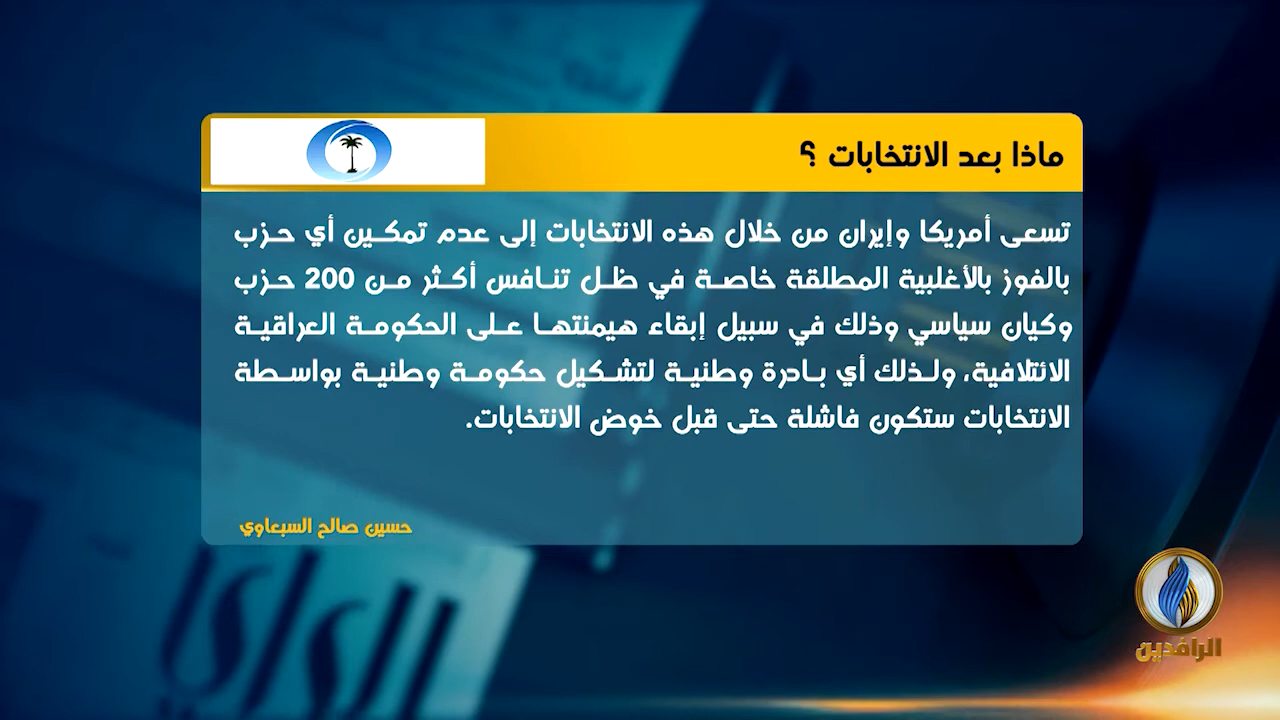 ماذا بعد الانتخابات ؟
تسعى أمريكا وإيران من خلال هذه الانتخابات إلى عدم تمكين أي حزب
بالفوز بالأغلبية المطلقة خاصة في ظل تنافس أكثر من 200 حزب
وكيان سياسي وذلك في سبيل إبقاء هيمنتها على الحكومة العراقية
الائتلافية، ولذلك أي بادرة وطنية لتشكيل حكومة وطنية بواسطة
الانتخابات ستكون فاشلة حتى قبل خوض الانتخابات.
حسين صالح السبعاوي
الرافدين
الراي